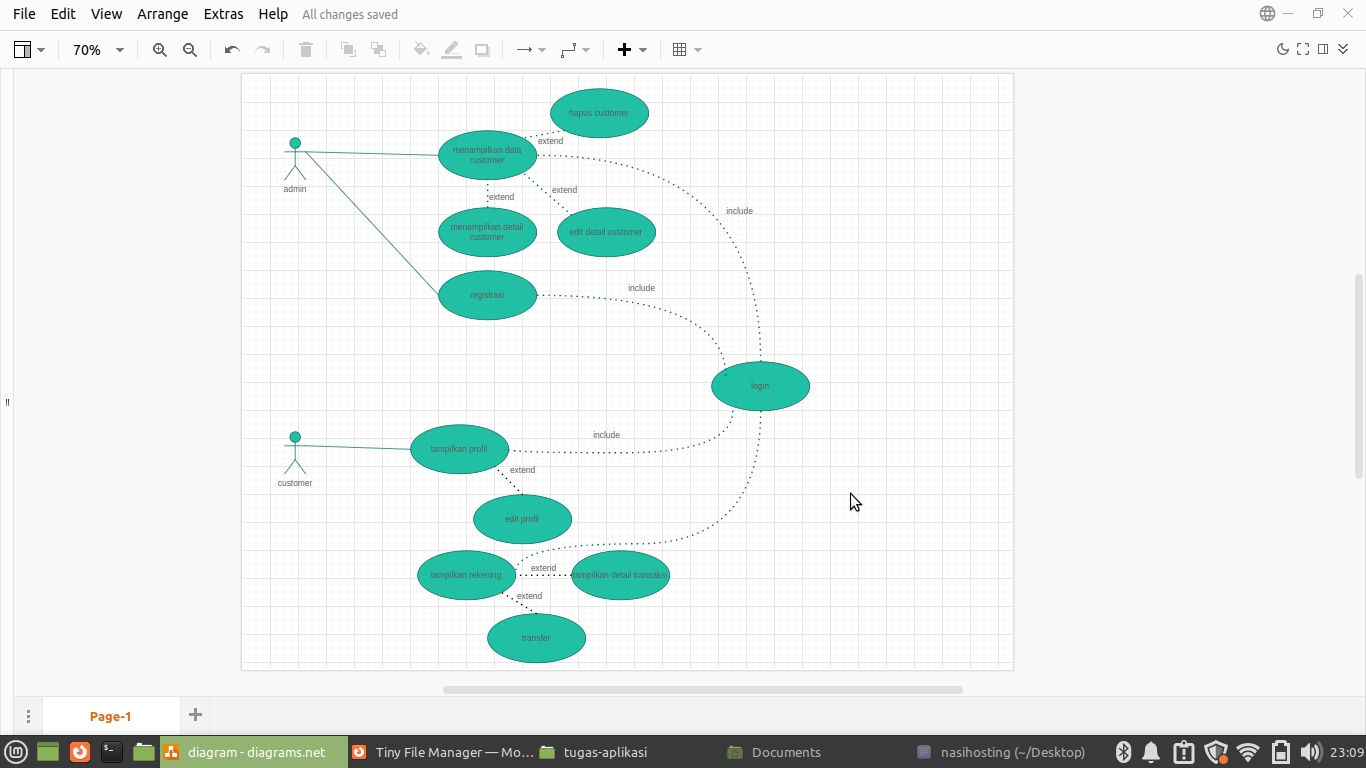 File Edit View Arrange Extras Help All changes saved
70%
hapus customer
extend
menampilkan data
customer
admin
extend
extend
include
menampilkan detail
customer
edit detail customer
include
registrasi
login
include
tampilkan profil
extend
customer
edit profil
extend
tampilkan rekening
tampilkan detail transaksi
extend
transfer
Page-1
diagram - diagrams.net
Tiny File Manager — Mo...
tugas-aplikasi
Documents
nasihosting (~/Desktop)
23:09